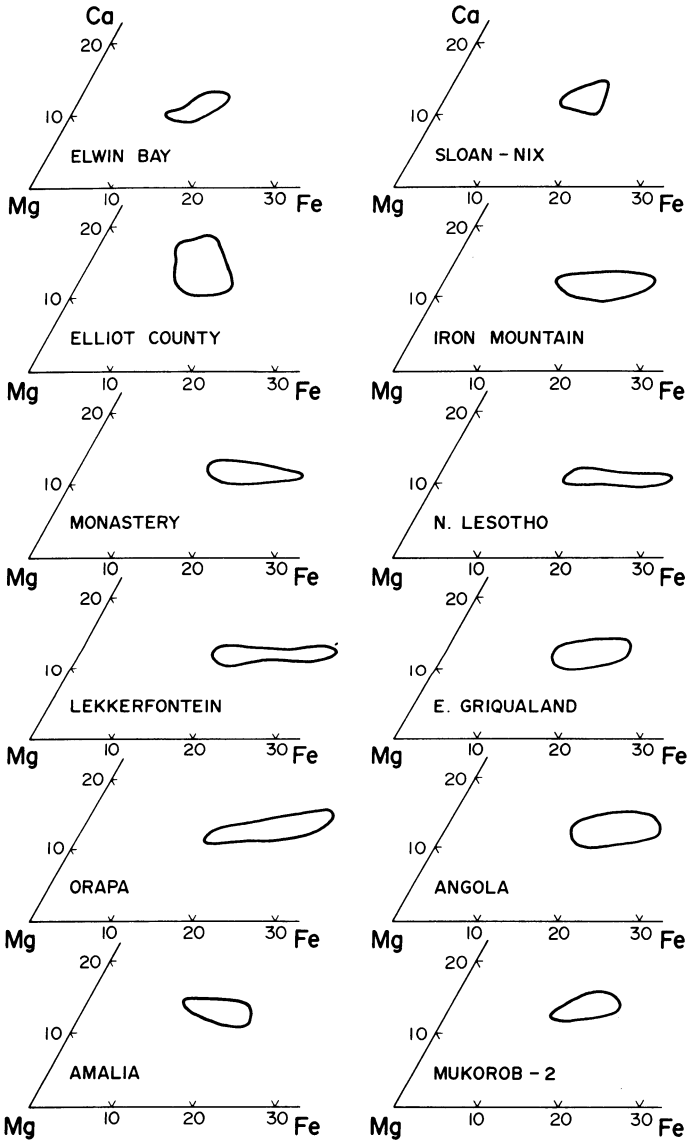 Ca Ca
20 20
10 10
ELWIN BAY SLOAN – NIX
10 20 30 10 20 30
Mg Fe Mg Fe
20 20
10 10
ELLIOT COUNTY IRON MOUNTAIN
10 20 30 10 20 30
Mg Fe Mg Fe
20 20
10 10
MONASTERY N. LESOTHO
10 20 30 10 20 30
Mg Fe Mg Fe
20 20
10 10
LEKKERFONTEIN E. GRIQUALAND
10 20 30 10 20 30
Mg Fe Mg Fe
20 20
10 10
ORAPA ANGOLA
10 20 30 10 20 30
Mg Fe Mg Fe
20 20
10 10
AMALIA MUKOROB – 2
10 20 30 10 20 30
Mg Fe Mg Fe